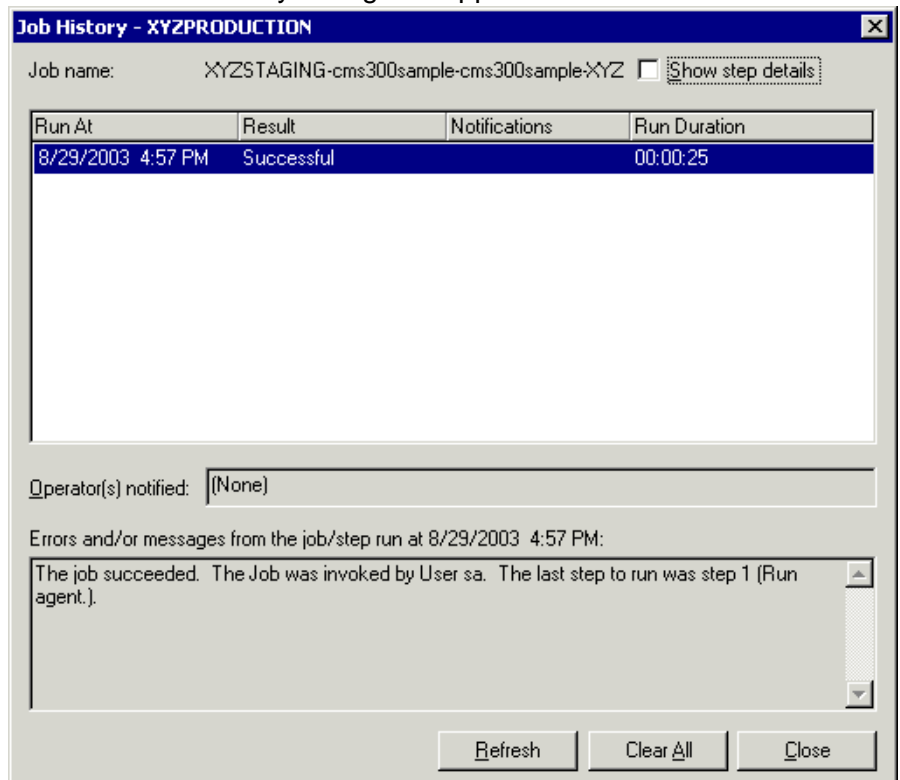 Job History - XYZPRODUCTION
Job name: XYZSTAGING-cms300sample-cms300sample-XYZ Show step details
Run At Result Notifications Run Duration
8/29/2003 4:57 PM Successful 00:00:25
Operator(s) notified: (None)
Errors and/or messages from the job/step run at 8/29/2003 4:57 PM:
The job succeeded. The Job was invoked by User sa. The last step to run was step 1 (Run
agent.).
Refresh Clear All Close